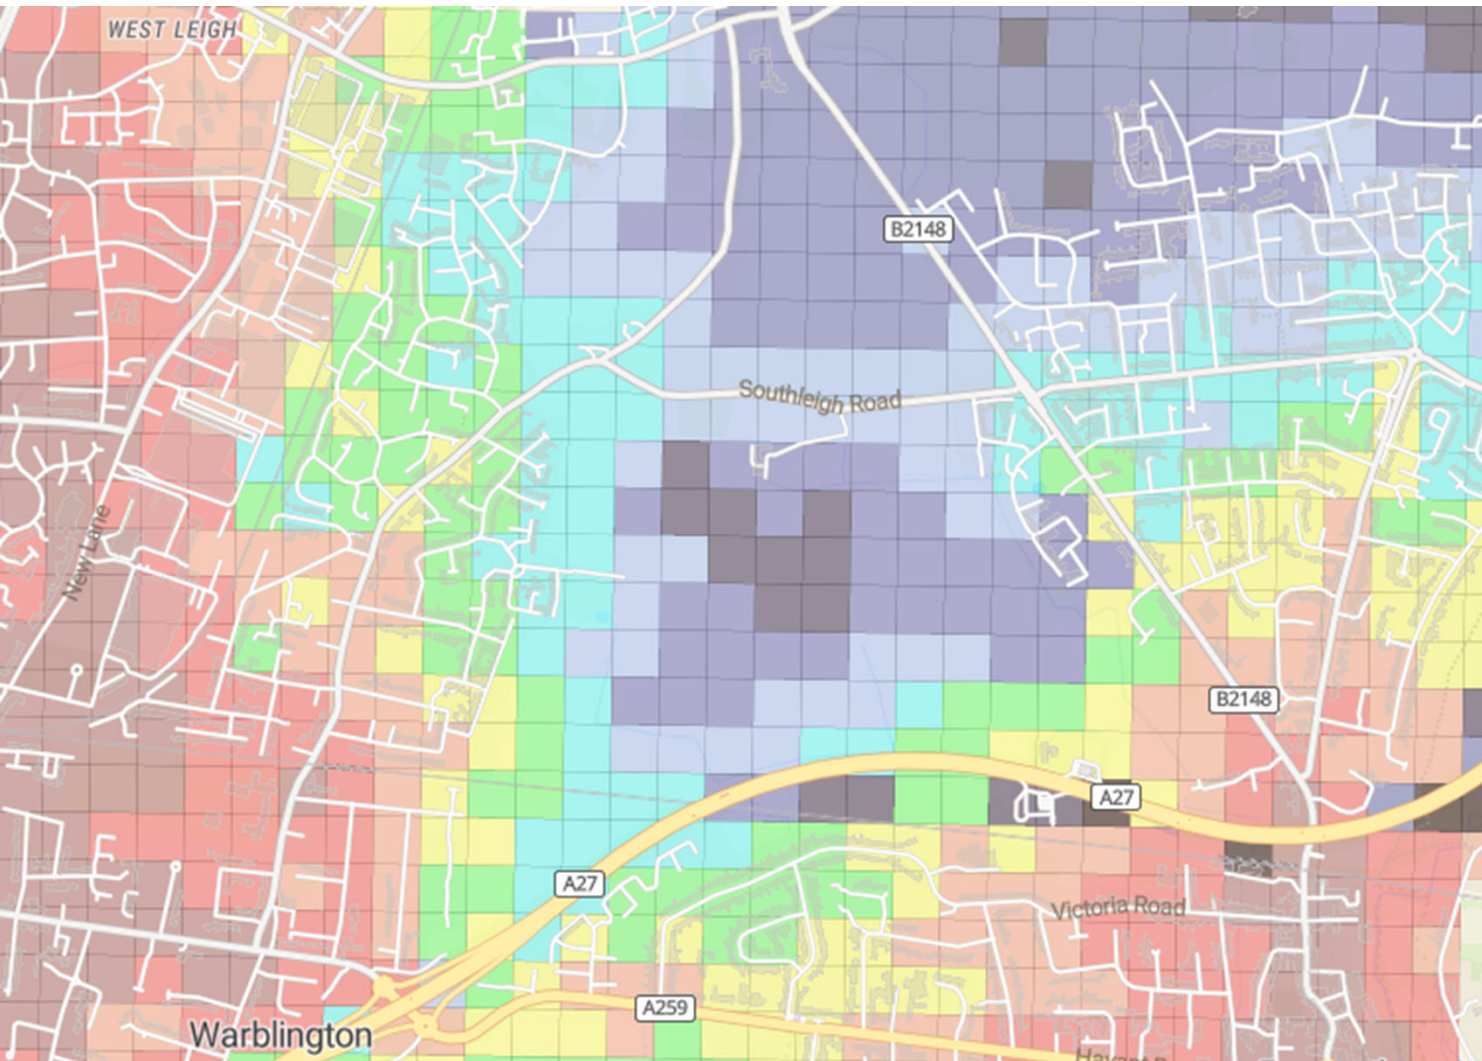 WEST LEIGH
B2148
Southleigh Road
New Lane
B2148
A27
A27
Victoria Road
A259
Warblington